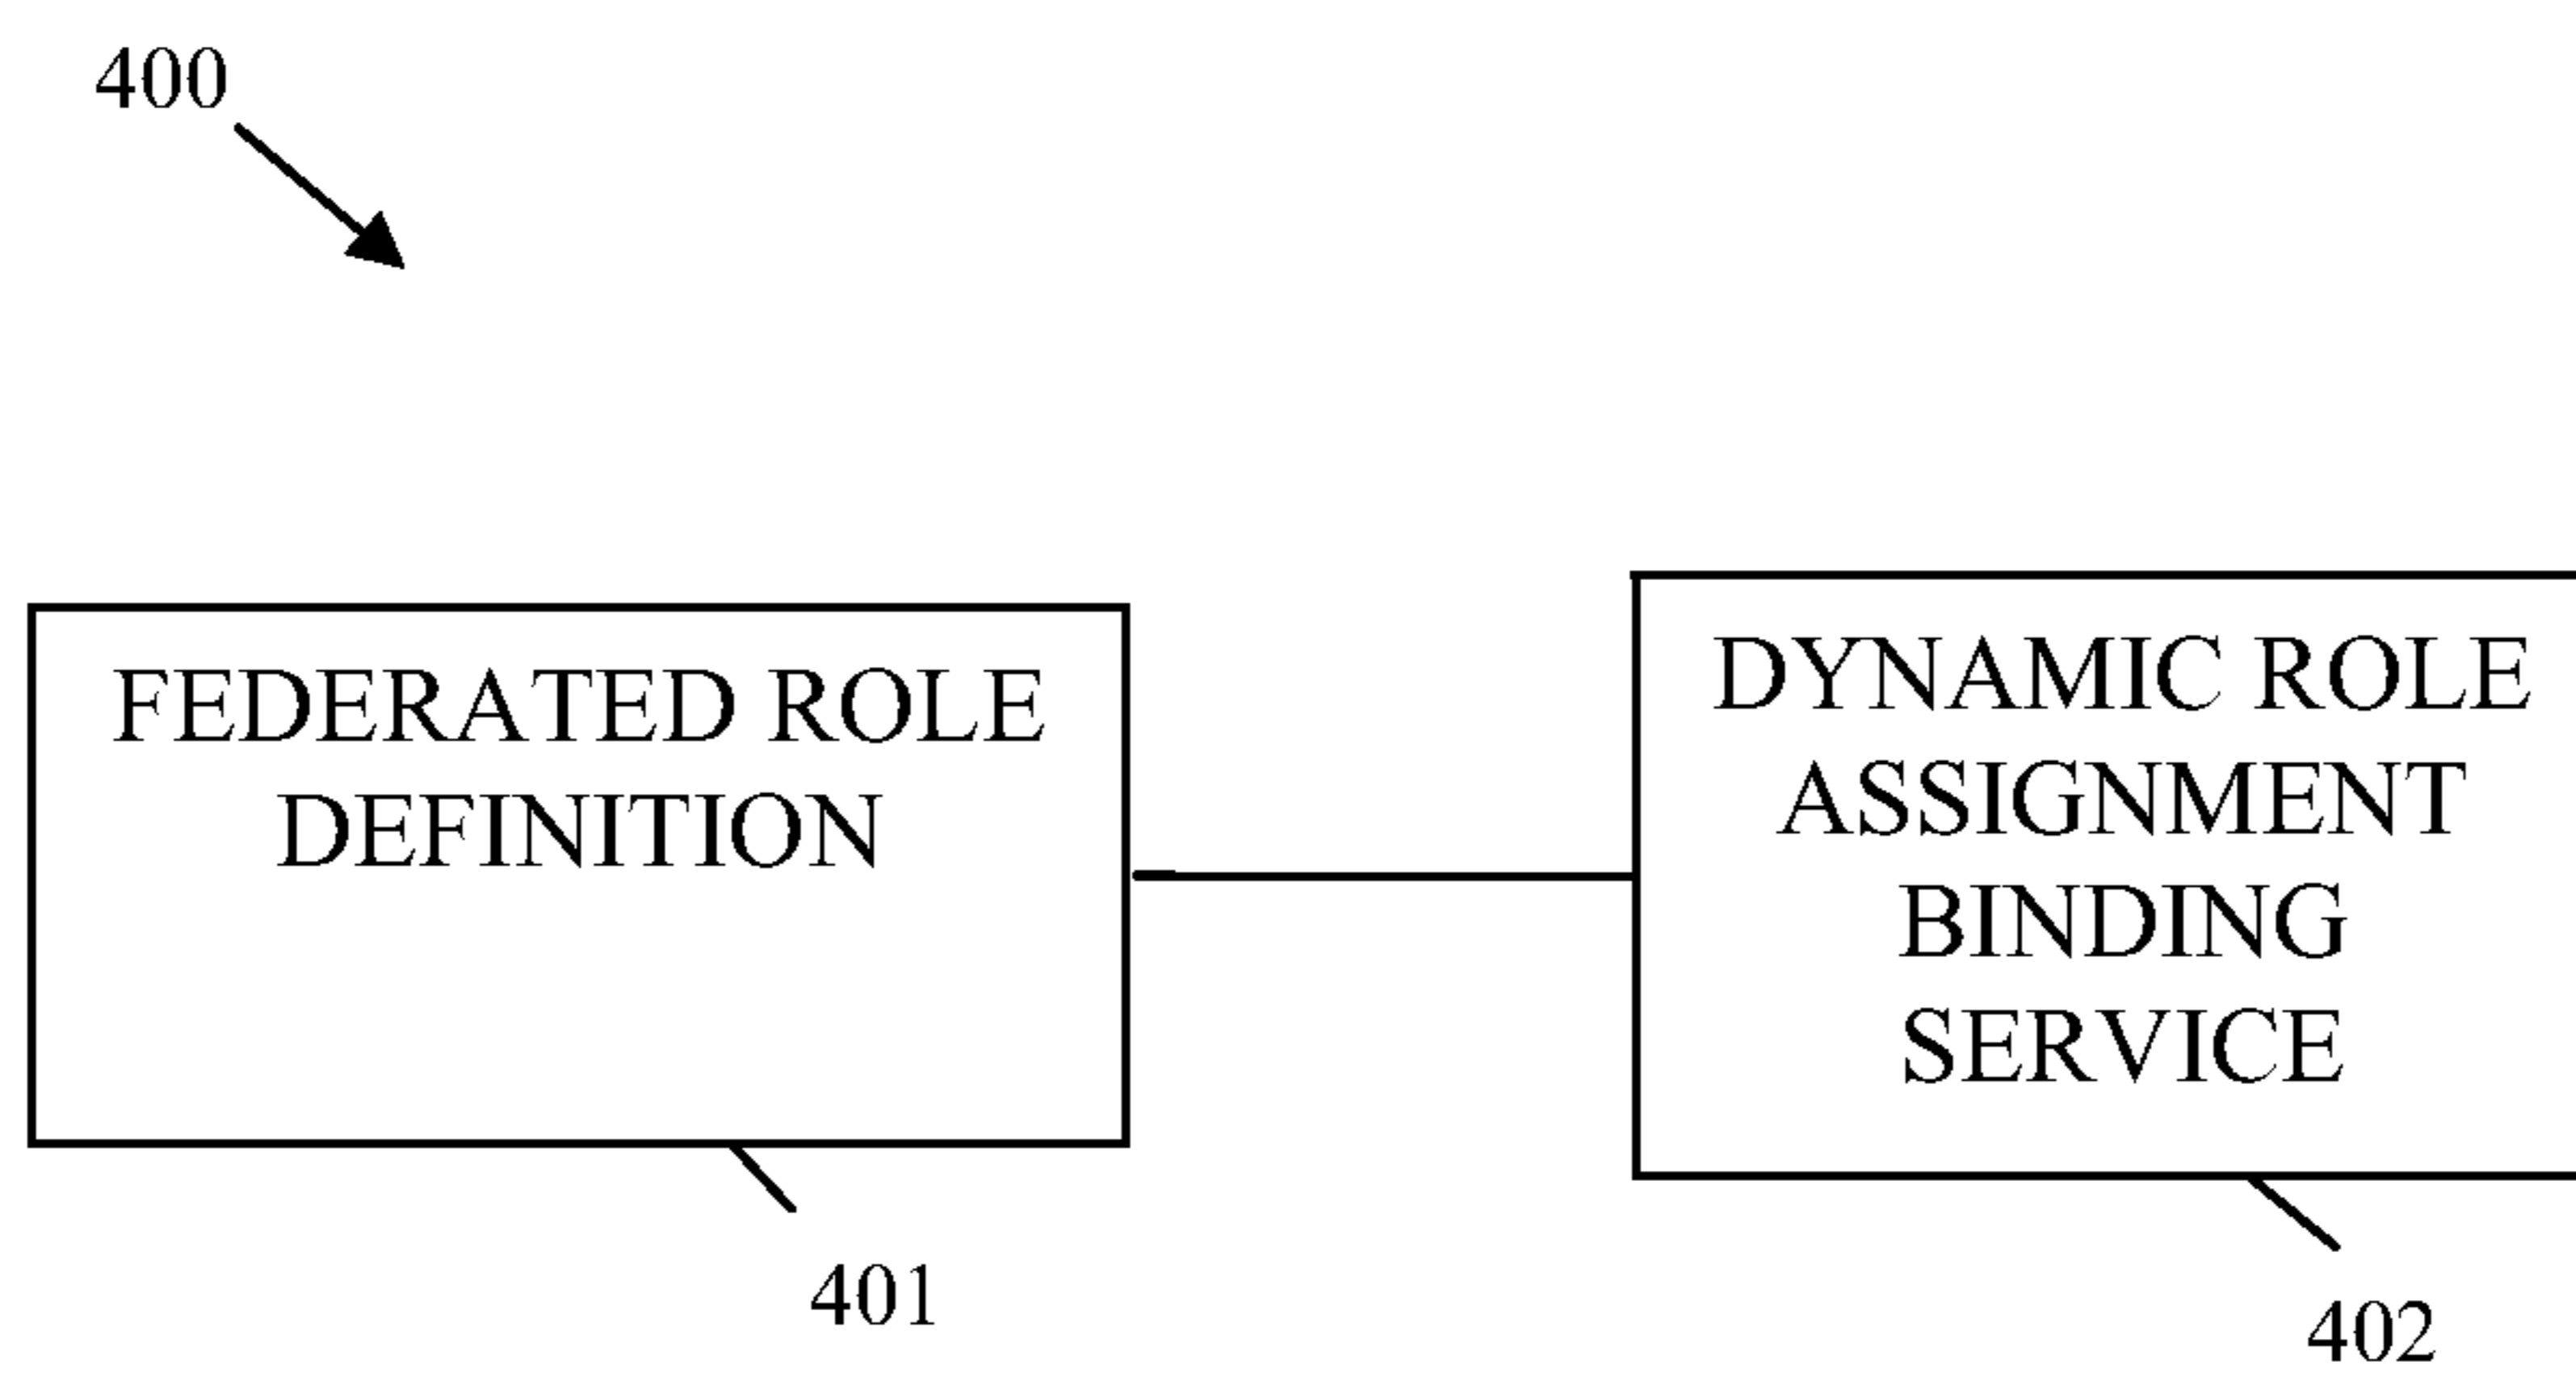 400
FEDERATED ROLE
DEFINITION
401
DYNAMIC ROLE
ASSIGNMENT
BINDING
SERVICE
402